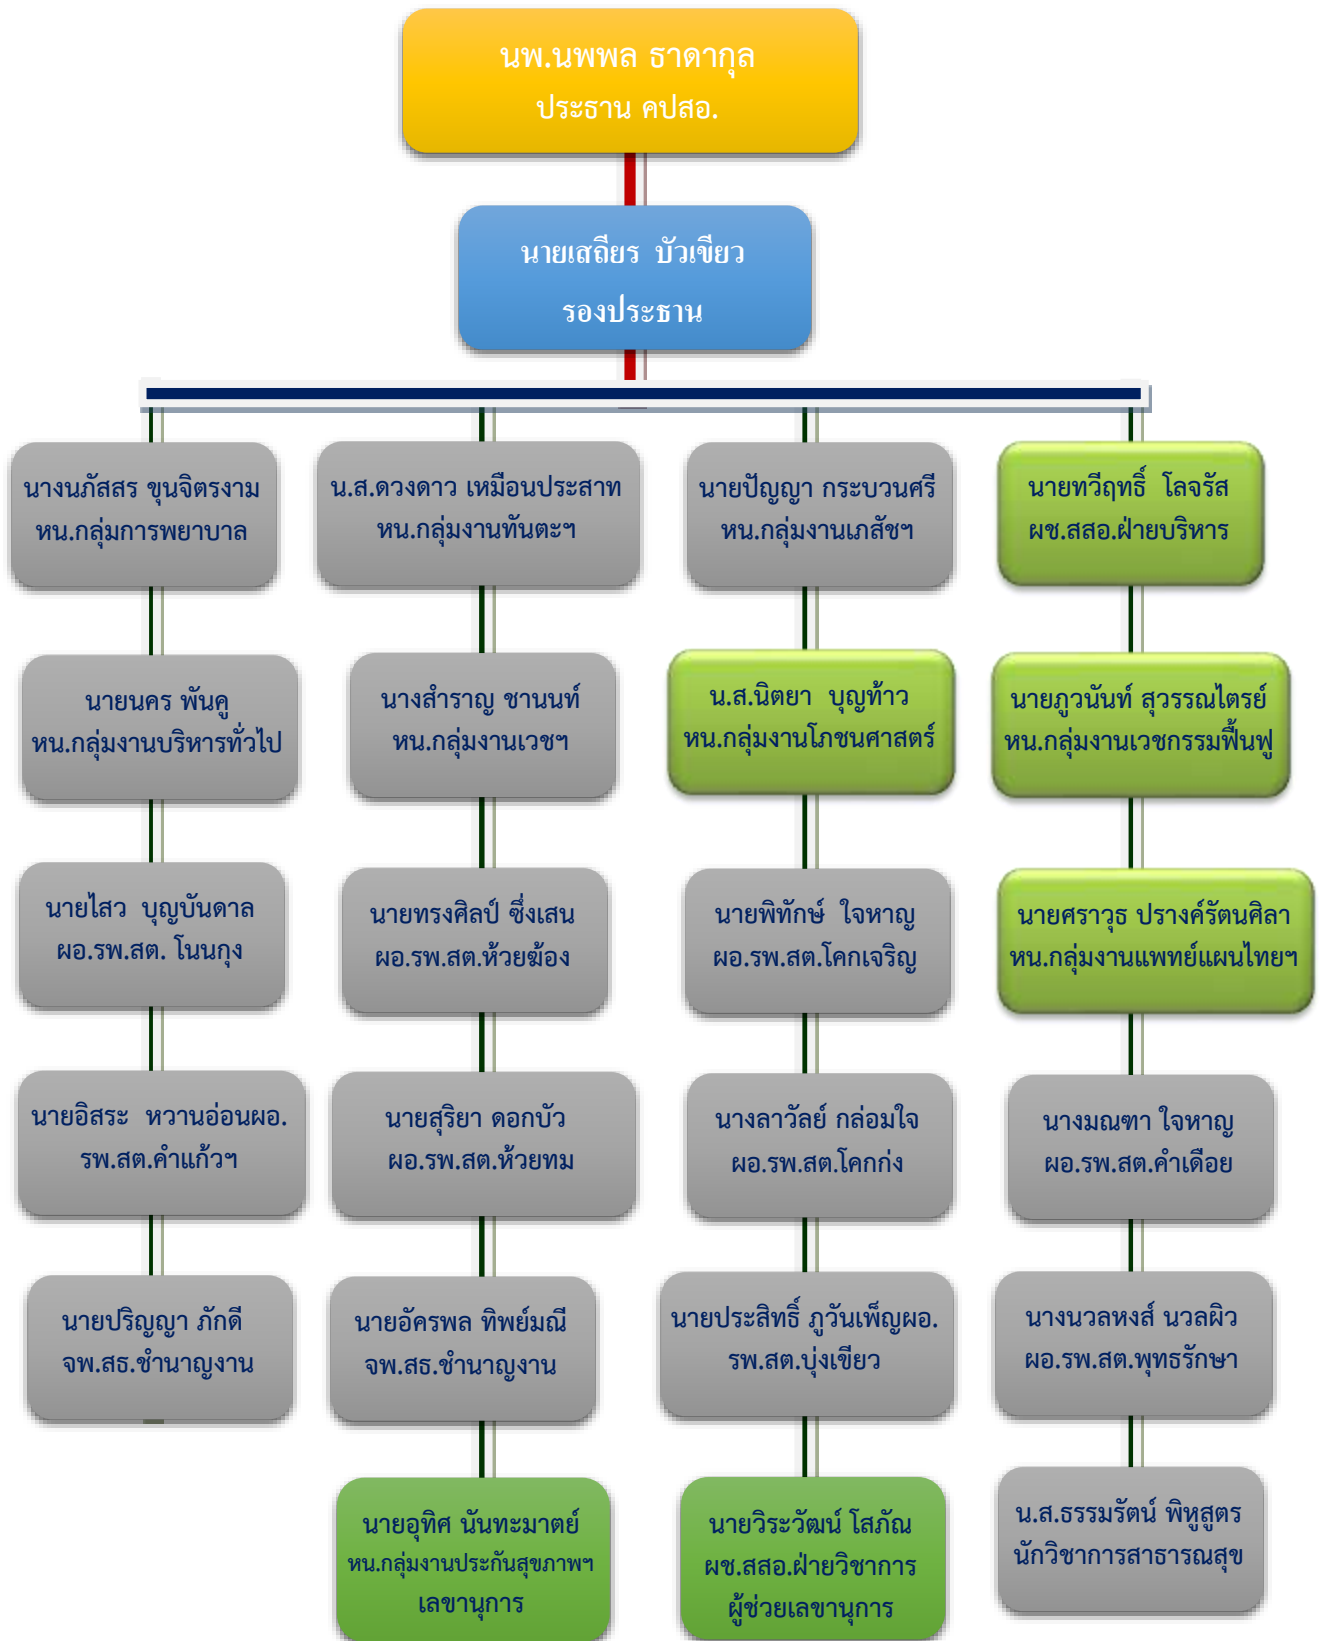 นพ.นพพล ธาดากุล
ประธาน คปสอ.
นายเสถียร บัวเขียว
รองประธาน
นางนภัสสร ขุนจิตรงาม
หน.กลุ่มการพยาบาล
น.ส.ดวงดาว เหมือนประสาท
หน.กลุ่มงานทันตะฯ
นายปัญญา กระบวนศรี
หน.กลุ่มงานเภสัชฯ
นายทวีฤทธิ์ โลจรัส
ผช.สสอ.ฝ่ายบริหาร
นายนคร พันคู
หน.กลุ่มงานบริหารทั่วไป
นางสำราญ ชานนท์
หน.กลุ่มงานเวชฯ
น.ส.นิตยา บุญท้าว
หน.กลุ่มงานโภชนศาสตร์
นายภูวนันท์ สุวรรณไตรย์
หน.กลุ่มงานเวชกรรมฟื้นฟู
นายไสว บุญบันดาล
ผอ.รพ.สต. โนนกุง
นายทรงศิลป์ ซึ่งเสน
ผอ.รพ.สต.ห้วยฆ้อง
นายพิทักษ์ ใจหาญ
ผอ.รพ.สต.โคกเจริญ
นายศราวุธ ปรางค์รัตนศิลา
หน.กลุ่มงานแพทย์แผนไทยฯ
นายอิสระ หวานอ่อนผอ.
รพ.สต.คำแก้วฯ
นายสุริยา ดอกบัว
ผอ.รพ.สต.ห้วยทม
นางลาวัลย์ กล่อมใจ
ผอ.รพ.สต.โคกก่ง
นางมณฑา ใจหาญ
ผอ.รพ.สต.คำเดือย
นายปริญญา ภักดี
จพ.สธ.ชำนาญงาน
นายอัครพล ทิพย์มณี
จพ.สธ.ชำนาญงาน
นายประสิทธิ์ ภูวันเพ็ญผอ.
รพ.สต.บุ่งเขียว
นางนวลหงส์ นวลผิว
ผอ.รพ.สต.พุทธรักษา
นายอุทิศ นันทะมาตย์
หน.กลุ่มงานประกันสุขภาพฯ
เลขานุการ
นายวิระวัฒน์ โสภัณ
ผช.สสอ.ฝ่ายวิชาการ
ผู้ช่วยเลขานุการ
น.ส.ธรรมรัตน์ พิหูสูตร
นักวิชาการสาธารณสุข